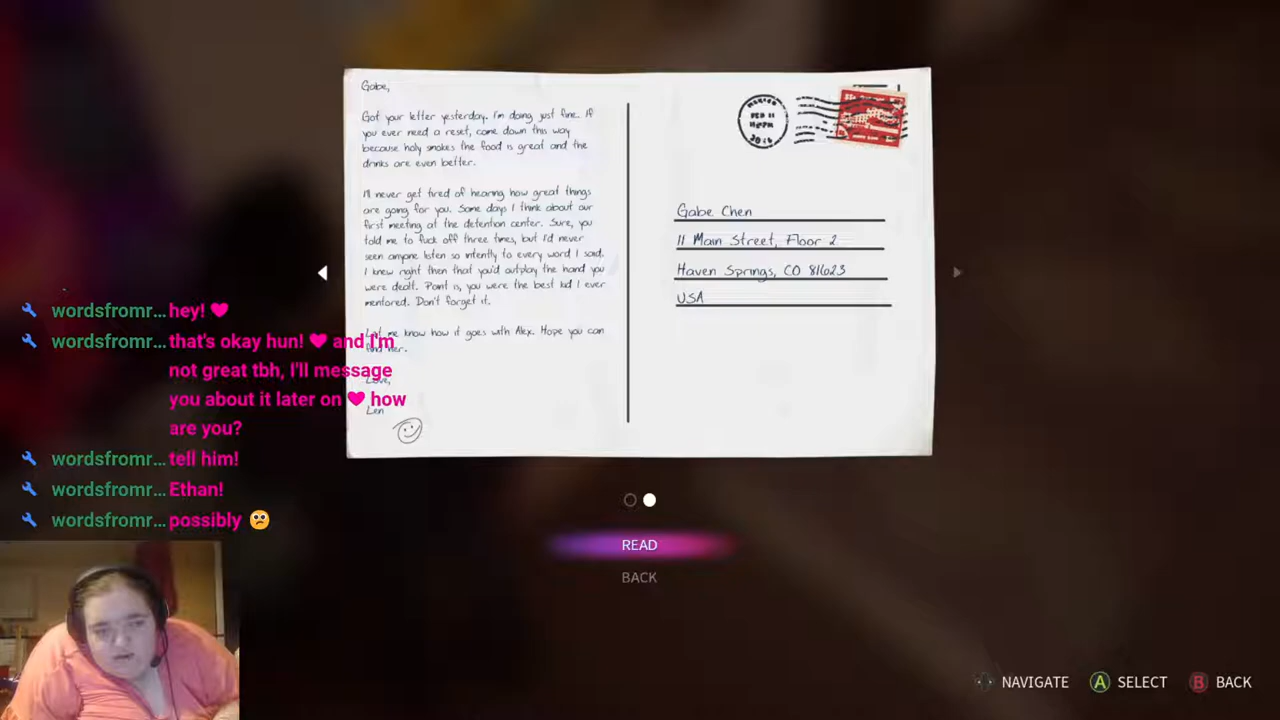 Gabe,
Got your letter yesterday. I'm doing just fine. If
you ever need a reset, come down this way
because holy smokes the food is great and the
drinks are even better.
I'll never get tired of hearing how great things
are going for you. Some days I think about our
first meeting at the detention center. Sure, you
told me to fuck off three times, but I'd never
seen anyone listen so intently to every word I said.
I knew right then that you'd outplay the hand you
were dealt. Point is, you were the best kid I ever
mentored. Don't forget it.
Let me know how it goes with Alex. Hope you can
find her.
Love,
Len
FEB 11
Gabe Chen
11 Main Street, Floor 2
Haven Springs, CO 81623
USA
wordsfromr... hey! ❤
wordsfromr... that's okay hun! ❤ and I'm
not great tbh, I'll message
you about it later on ❤ how
are you?
wordsfromr... tell him!
wordsfromr... Ethan!
wordsfromr... possibly 🙁
READ
BACK
NAVIGATE A SELECT B BACK